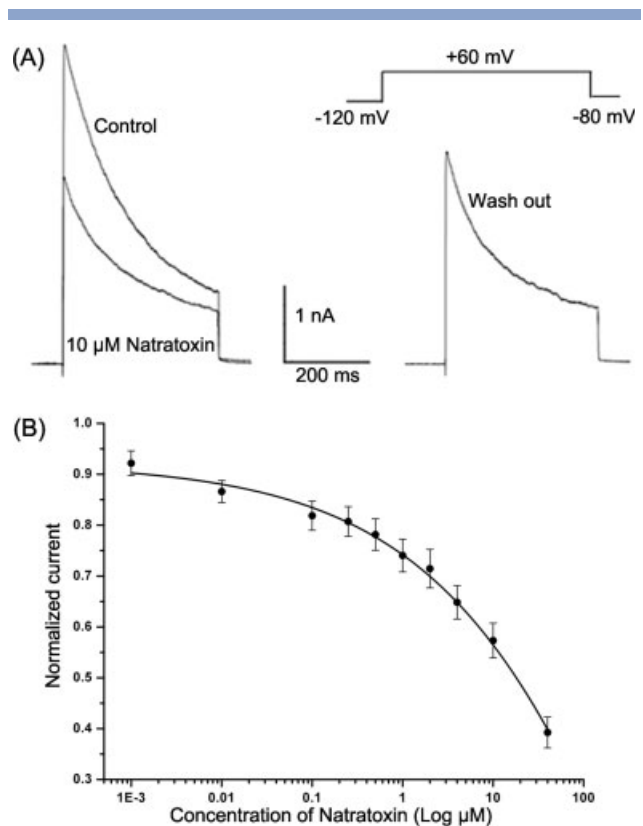 (A)
+60 mV
Control
-120 mV
-80 mV
Wash out
1 nA
10 µM Natratoxin
200 ms
(B)
1.0
0.9
0.8
0.7
0.6
0.5
0.4
0.3
Normalized current
1E-3 0.01 0.1 1 10 100
Concentration of Natratoxin (Log µM)